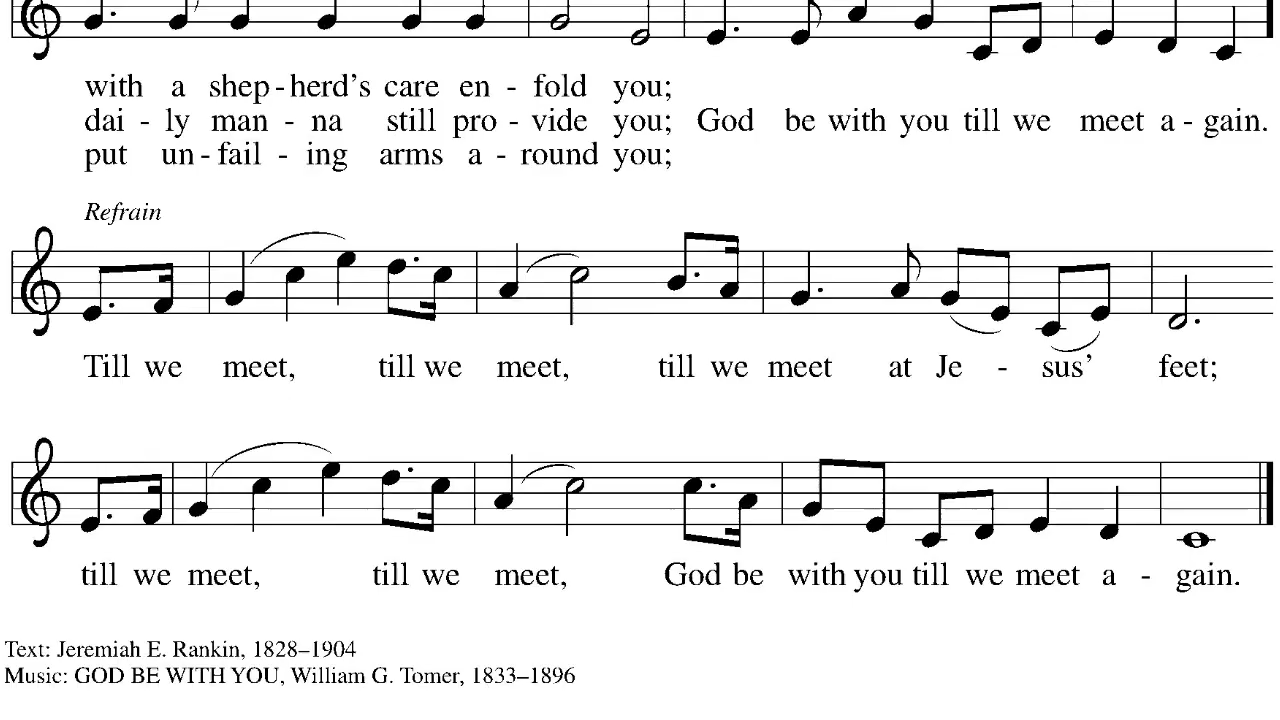 with a shep-herd's care en - fold you;
dai - ly man - na still pro - vide you; God be with you till we meet a - gain.
put un-fail - ing arms a - round you;
Refrain
Till we meet, till we meet, till we meet at Je - sus' feet;
till we meet, till we meet, God be with you till we meet a - gain.
Text: Jeremiah E. Rankin, 1828–1904
Music: GOD BE WITH YOU, William G. Tomer, 1833–1896